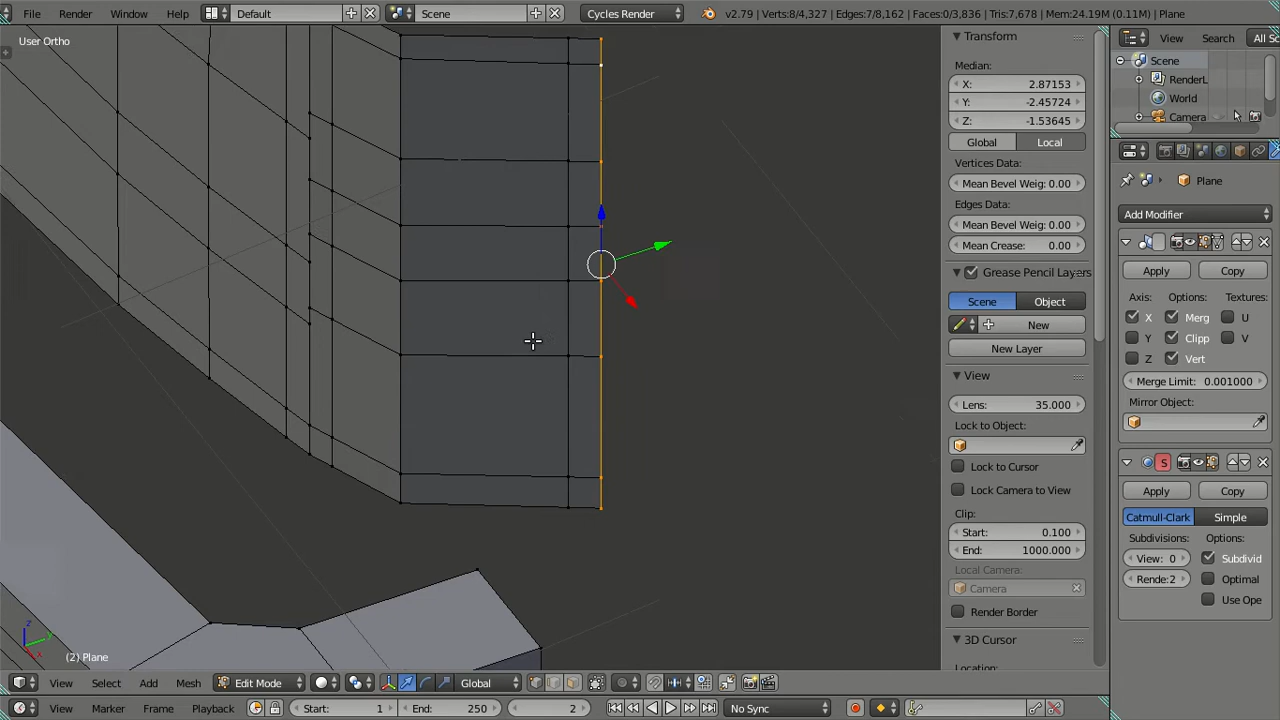 File Render Window Help Default Scene Cycles Render v2.79 | Verts:8/4,327 | Edges:7/8,162 | Faces:0/3,836 | Tris:7,678 | Mem:24.19M (0.11M) | Plane
User Ortho
(2) Plane
Transform
Median:
X: 2.87153
Y: -2.45724
Z: -1.53645
Global Local
Vertices Data:
Mean Bevel Weig: 0.00
Edges Data:
Mean Bevel Weig: 0.00
Mean Crease: 0.00
Grease Pencil Layers
Scene Object
New
New Layer
View
Lens: 35.000
Lock to Object:
Lock to Cursor
Lock Camera to View
Clip:
Start: 0.100
End: 1000.000
Local Camera:
Camera
Render Border
3D Cursor
Location:
View Search All Sc
Scene
RenderL
World
Camera
Plane
Add Modifier
Apply Copy
Axis: Options: Textures:
X Merg U
Y Clipp V
Z Vert
Merge Limit: 0.001000
Mirror Object:
S
Apply Copy
Catmull-Clark Simple
Subdivisions: Options:
View: 0 Subdivid
Rende:2 Optimal
Use Ope
View Select Add Mesh Edit Mode Global
View Marker Frame Playback Start: 1 End: 250 2 No Sync